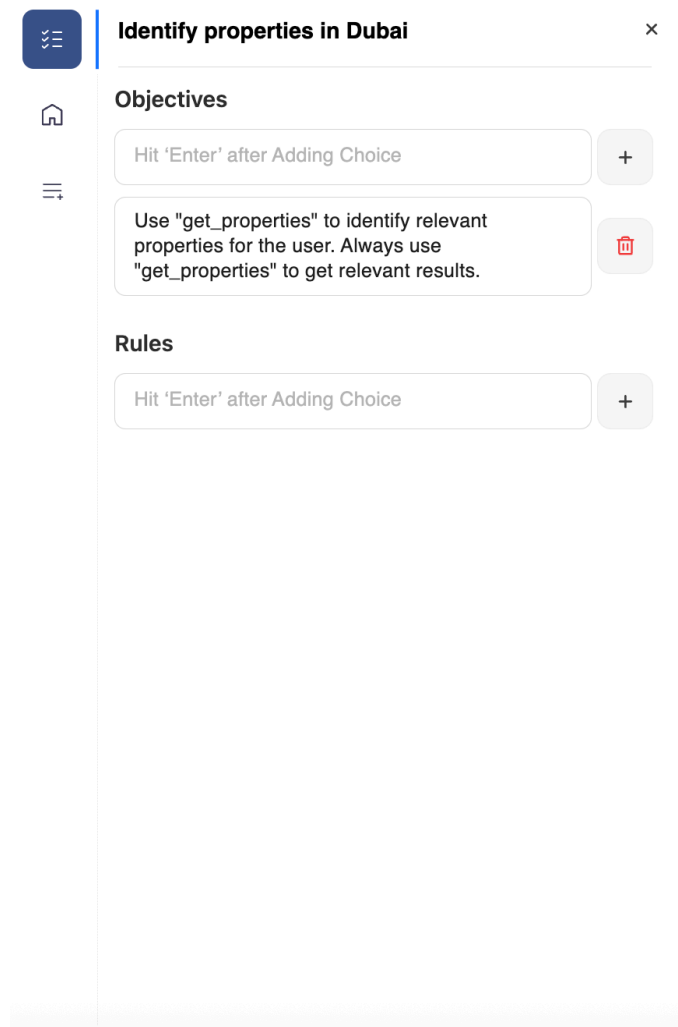 Identify properties in Dubai
Objectives
Hit ‘Enter’ after Adding Choice
Use "get_properties" to identify relevant
properties for the user. Always use
"get_properties" to get relevant results.
Rules
Hit ‘Enter’ after Adding Choice